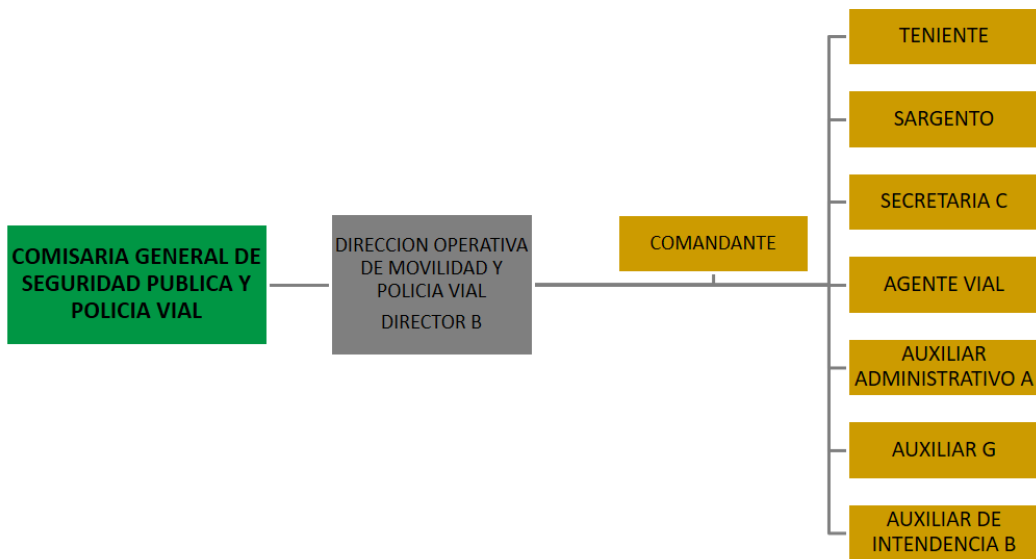 COMISARIA GENERAL DE
SEGURIDAD PUBLICA Y
POLICIA VIAL
DIRECCION OPERATIVA
DE MOVILIDAD Y
POLICIA VIAL
DIRECTOR B
COMANDANTE
TENIENTE
SARGENTO
SECRETARIA C
AGENTE VIAL
AUXILIAR
ADMINISTRATIVO A
AUXILIAR G
AUXILIAR DE
INTENDENCIA B